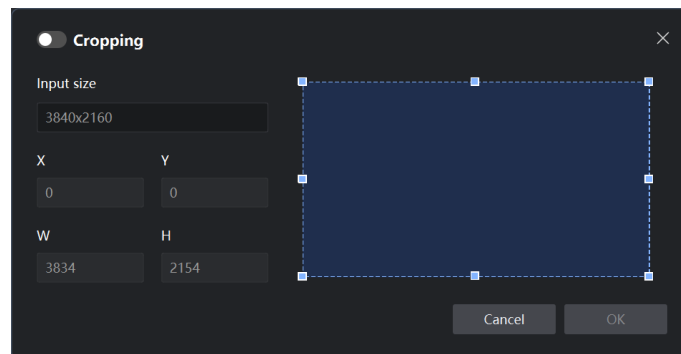 Cropping
Input size
3840x2160
X Y
0 0
W H
3834 2154
Cancel OK